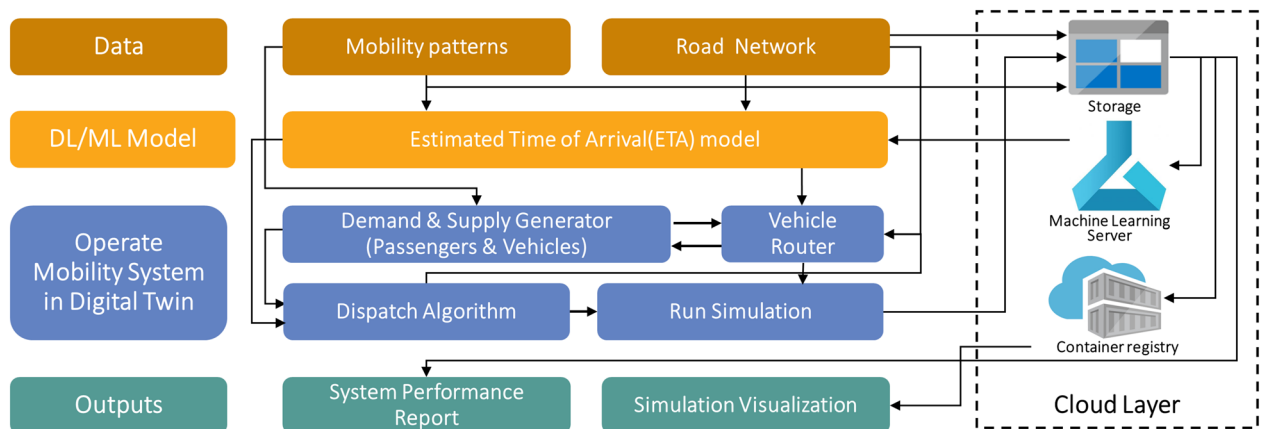 Data
Mobility patterns
Road Network
Storage
DL/ML Model
Estimated Time of Arrival(ETA) model
Machine Learning
Server
Operate
Mobility System
in Digital Twin
Demand & Supply Generator
(Passengers & Vehicles)
Vehicle
Router
Dispatch Algorithm
Run Simulation
Container registry
Outputs
System Performance
Report
Simulation Visualization
Cloud Layer